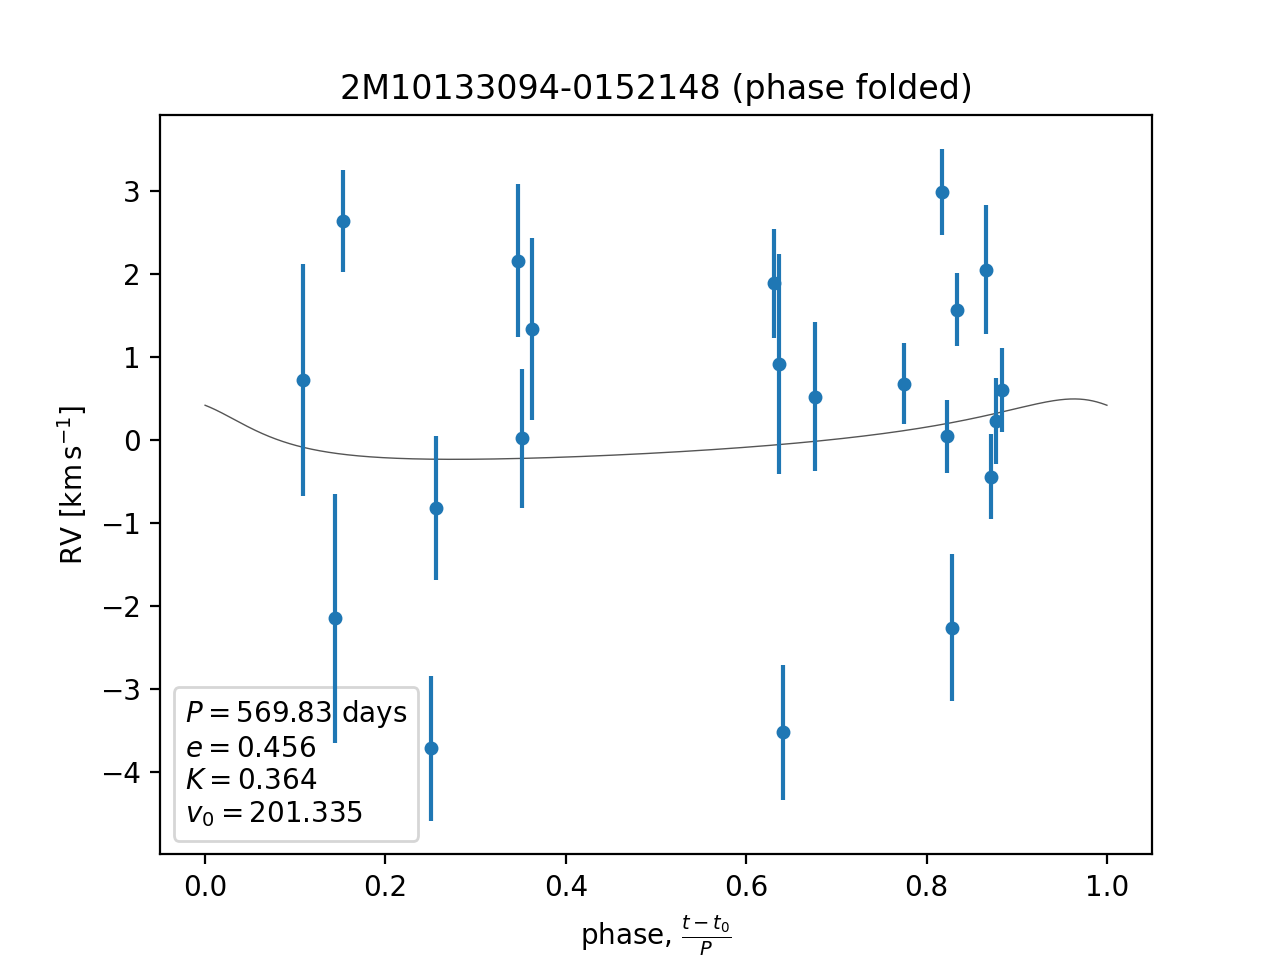 2M10133094-0152148 (phase folded)
RV [km s⁻¹]
3
2
1
0
−1
−2
−3
−4
P = 569.83 days
e = 0.456
K = 0.364
v₀ = 201.335
0.0 0.2 0.4 0.6 0.8 1.0
phase, (t − t₀)/P